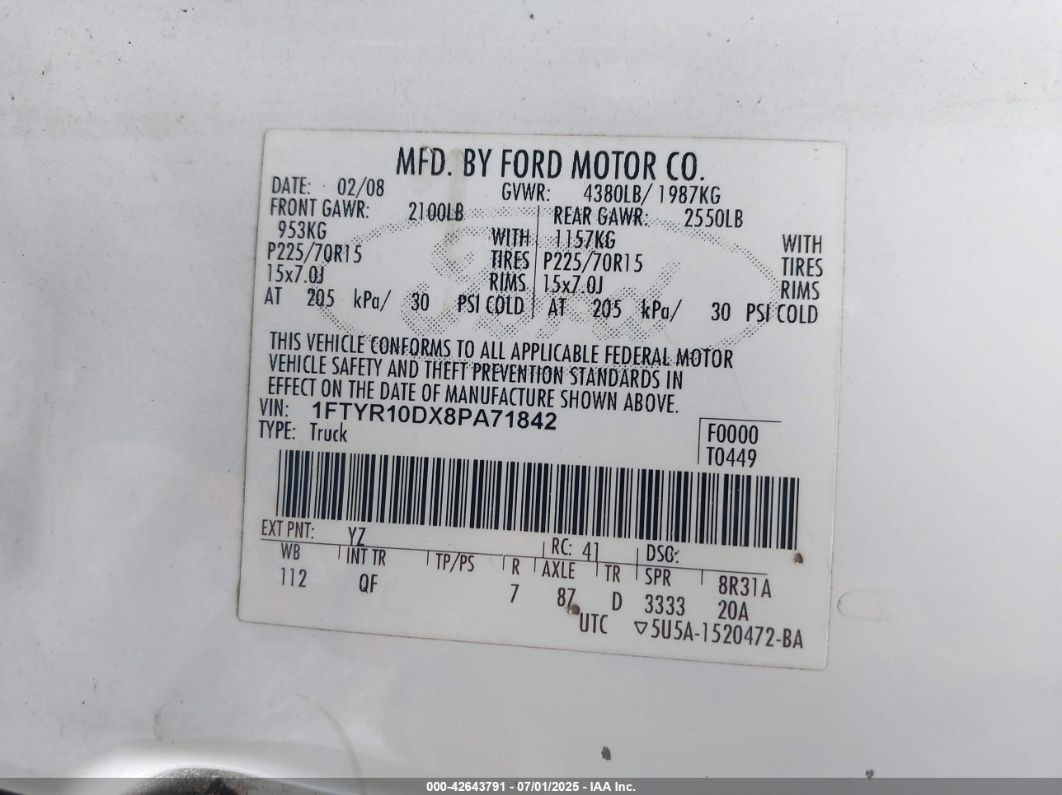 MFD. BY FORD MOTOR CO.
DATE: 02/08 GVWR: 4380LB/ 1987KG
FRONT GAWR: 2100LB REAR GAWR: 2550LB
953KG WITH 1157KG WITH
P225/70R15 TIRES P225/70R15 TIRES
15x7.0J RIMS 15x7.0J RIMS
AT 205 kPa/ 30 PSI COLD AT 205 kPa/ 30 PSI COLD
THIS VEHICLE CONFORMS TO ALL APPLICABLE FEDERAL MOTOR
VEHICLE SAFETY AND THEFT PREVENTION STANDARDS IN
EFFECT ON THE DATE OF MANUFACTURE SHOWN ABOVE.
VIN: 1FTYR10DX8PA71842
TYPE: Truck
F0000
T0449
EXT PNT: YZ RC: 41 DSO:
WB INT TR TP/PS R AXLE TR SPR 8R31A
112 QF 7 87 D 3333 20A
UTC ▽5U5A-1520472-BA
000-42643791 - 07/01/2025 - IAA Inc.